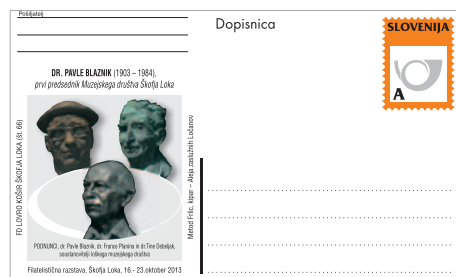 Pošiljatelj
Dopisnica
SLOVENIJA
A
DR. PAVLE BLAZNIK (1903 – 1984),
prvi predsednik Muzejskega društva Škofja Loka
FD LOVRO KOŠIR ŠKOFJA LOKA (št. 66)
Metod Frlic, kipar – Aleja zaslužnih Ločanov
PODNUNCI, dr. Pavle Blaznik, dr. France Planina in dr.Tine Debeljak,
soustanovitelji loškega muzejskega društva
Filatelistična razstava, Škofja Loka, 16.- 23.oktober 2013